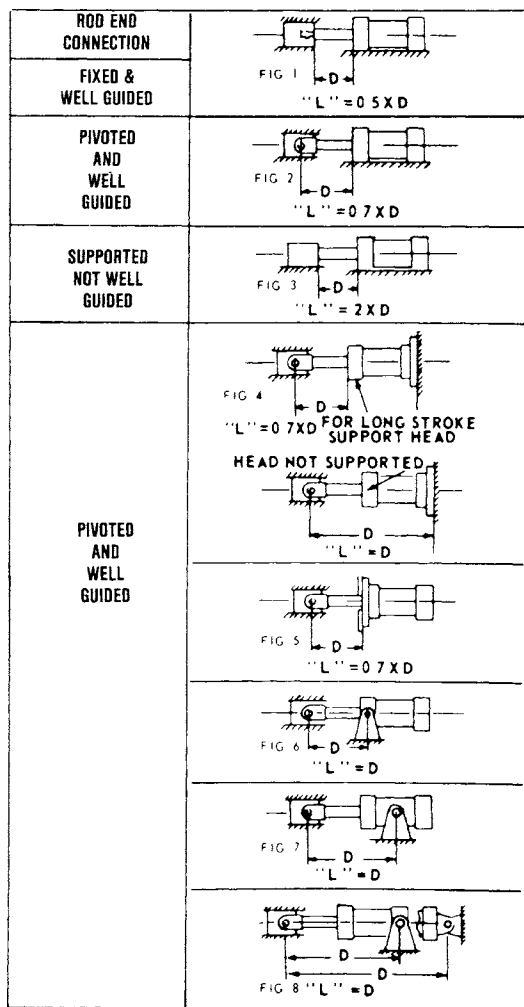 ROD END
CONNECTION
FIXED &
WELL GUIDED
FIG 1
D
"L" = 0 5 X D
PIVOTED
AND
WELL
GUIDED
FIG 2
D
"L" = 0 7 X D
SUPPORTED
NOT WELL
GUIDED
FIG 3
D
"L" = 2 X D
PIVOTED
AND
WELL
GUIDED
FIG 4
D
"L" = 0 7 X D
FOR LONG STROKE
SUPPORT HEAD
HEAD NOT SUPPORTED
D
"L" = D
FIG 5
D
"L" = 0 7 X D
FIG 6
D
"L" = D
FIG 7
D
"L" = D
D
D
FIG 8 "L" = D